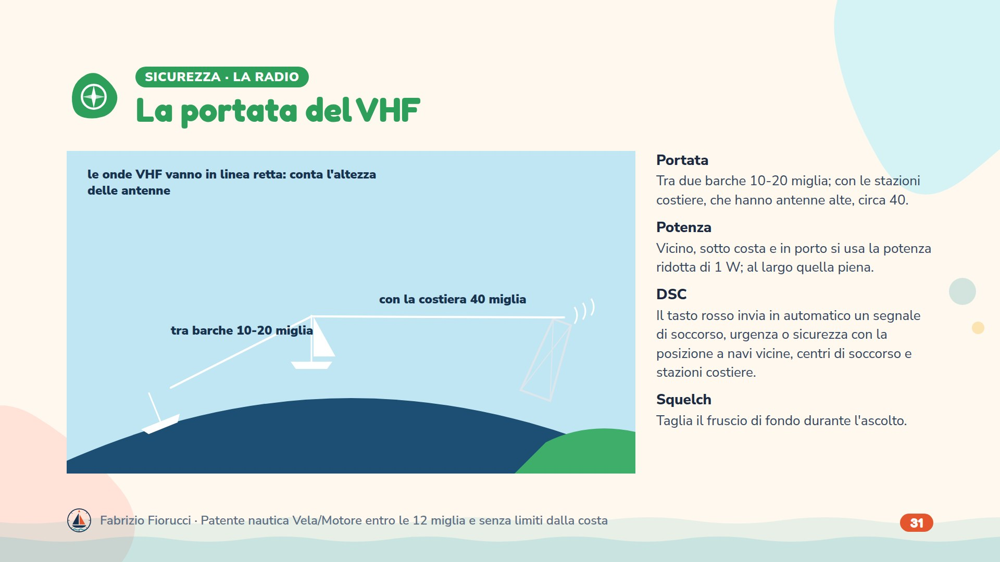 SICUREZZA · LA RADIO
La portata del VHF
le onde VHF vanno in linea retta: conta l'altezza
delle antenne
con la costiera 40 miglia
tra barche 10-20 miglia
Portata
Tra due barche 10-20 miglia; con le stazioni
costiere, che hanno antenne alte, circa 40.
Potenza
Vicino, sotto costa e in porto si usa la potenza
ridotta di 1 W; al largo quella piena.
DSC
Il tasto rosso invia in automatico un segnale
di soccorso, urgenza o sicurezza con la
posizione a navi vicine, centri di soccorso e
stazioni costiere.
Squelch
Taglia il fruscio di fondo durante l'ascolto.
Fabrizio Fiorucci · Patente nautica Vela/Motore entro le 12 miglia e senza limiti dalla costa
31